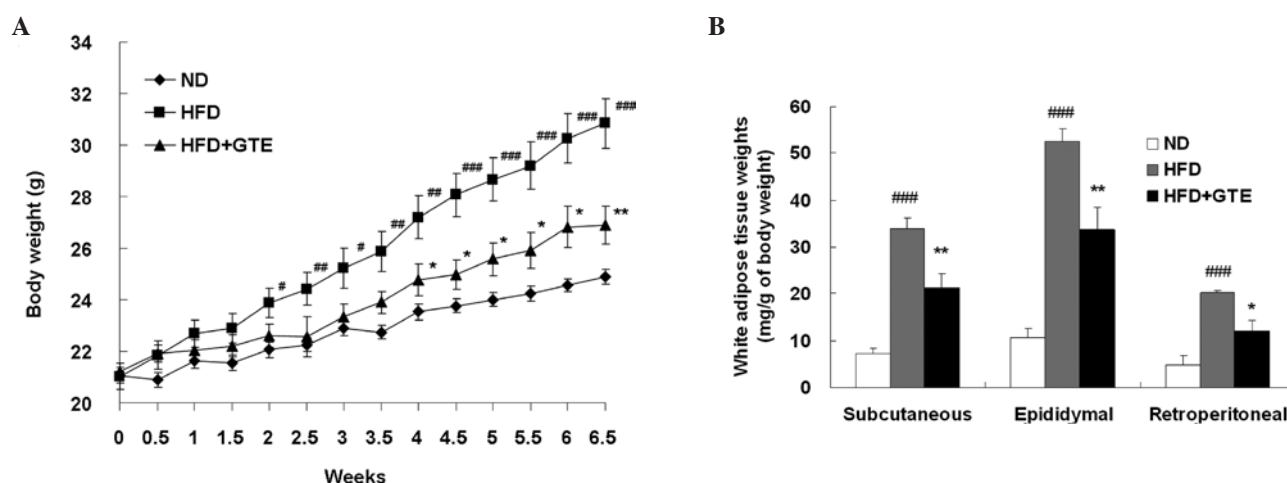 A
34
32
30
28
26
24
22
20
Body weight (g)
ND
HFD
HFD+GTE
# ## # ## ## ## ### ### ### ### ###
* * * * * **
0 0.5 1 1.5 2 2.5 3 3.5 4 4.5 5 5.5 6 6.5
Weeks
B
60
50
40
30
20
10
0
White adipose tissue weights
(mg/g of body weight)
### ### ###
** ** *
ND
HFD
HFD+GTE
Subcutaneous Epididymal Retroperitoneal